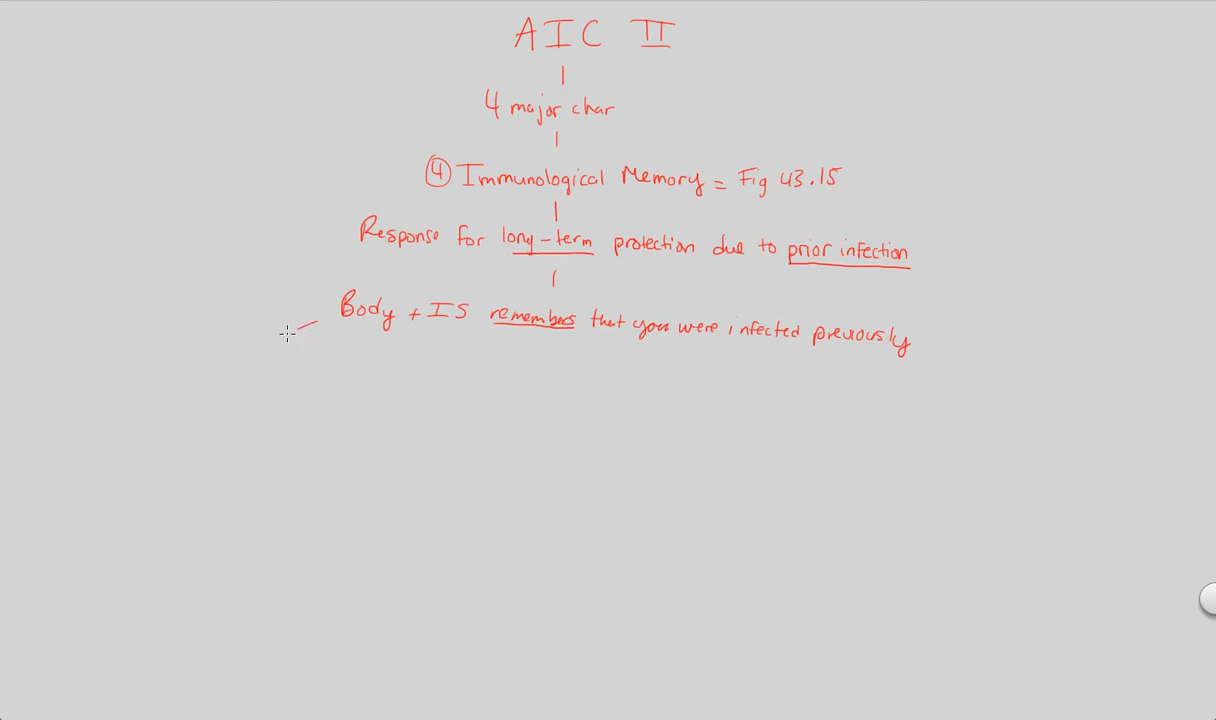 AIC II
4 major char
④ Immunological Memory = Fig 43.15
Response for long-term protection due to prior infection
Body + IS remembers that you were infected previously